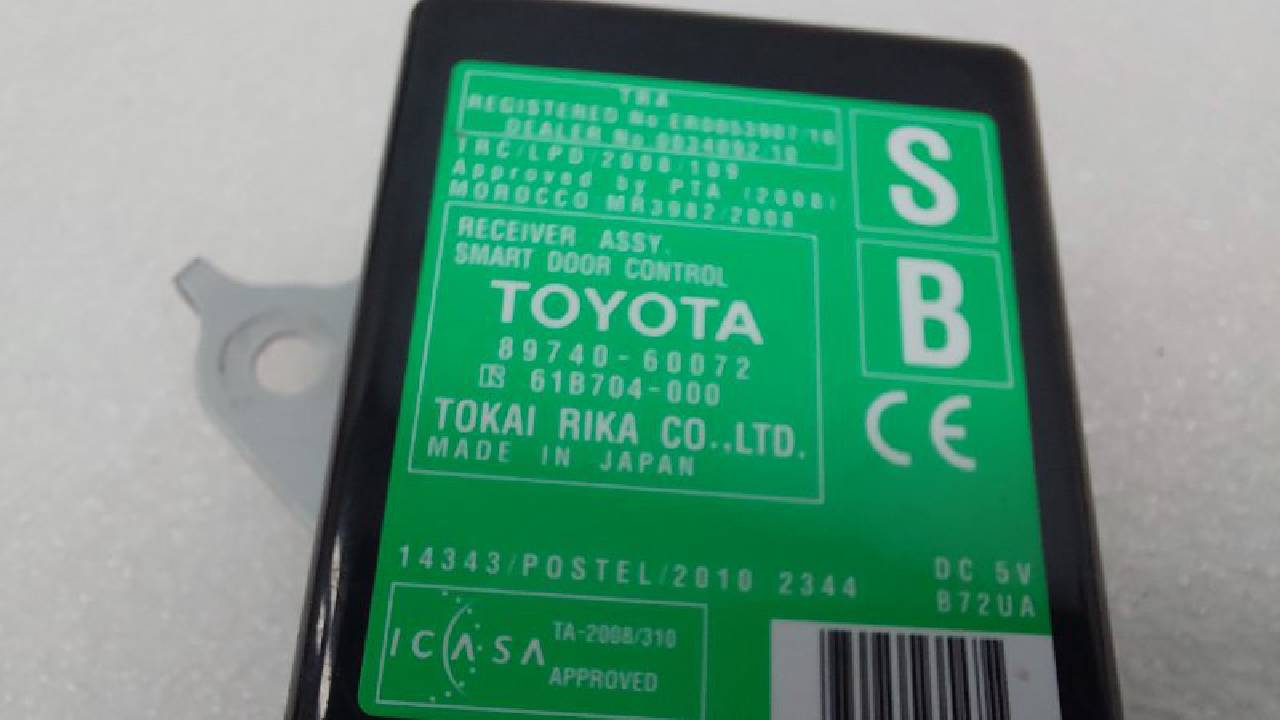 TRA
REGISTERED No ER0053907/10
DEALER No 0034092/10
TRC/LPD/2008/109
Approved by PTA (2008)
MOROCCO MR3982/2008
S
B
RECEIVER ASSY.
SMART DOOR CONTROL
TOYOTA
89740-60072
61B704-000
TOKAI RIKA CO.,LTD.
MADE IN JAPAN
CE
14343/POSTEL/2010 2344
DC 5V
B72UA
ICASA
TA-2008/310
APPROVED